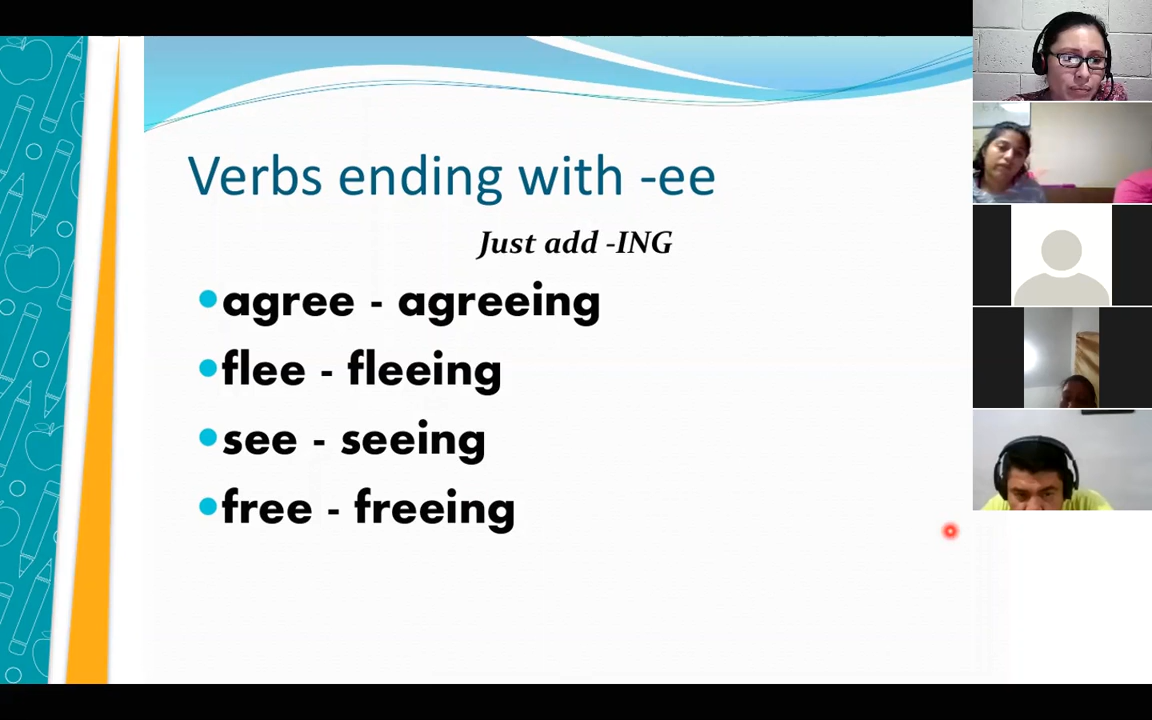 Verbs ending with -ee
Just add -ING
•agree - agreeing
•flee - fleeing
•see - seeing
•free - freeing